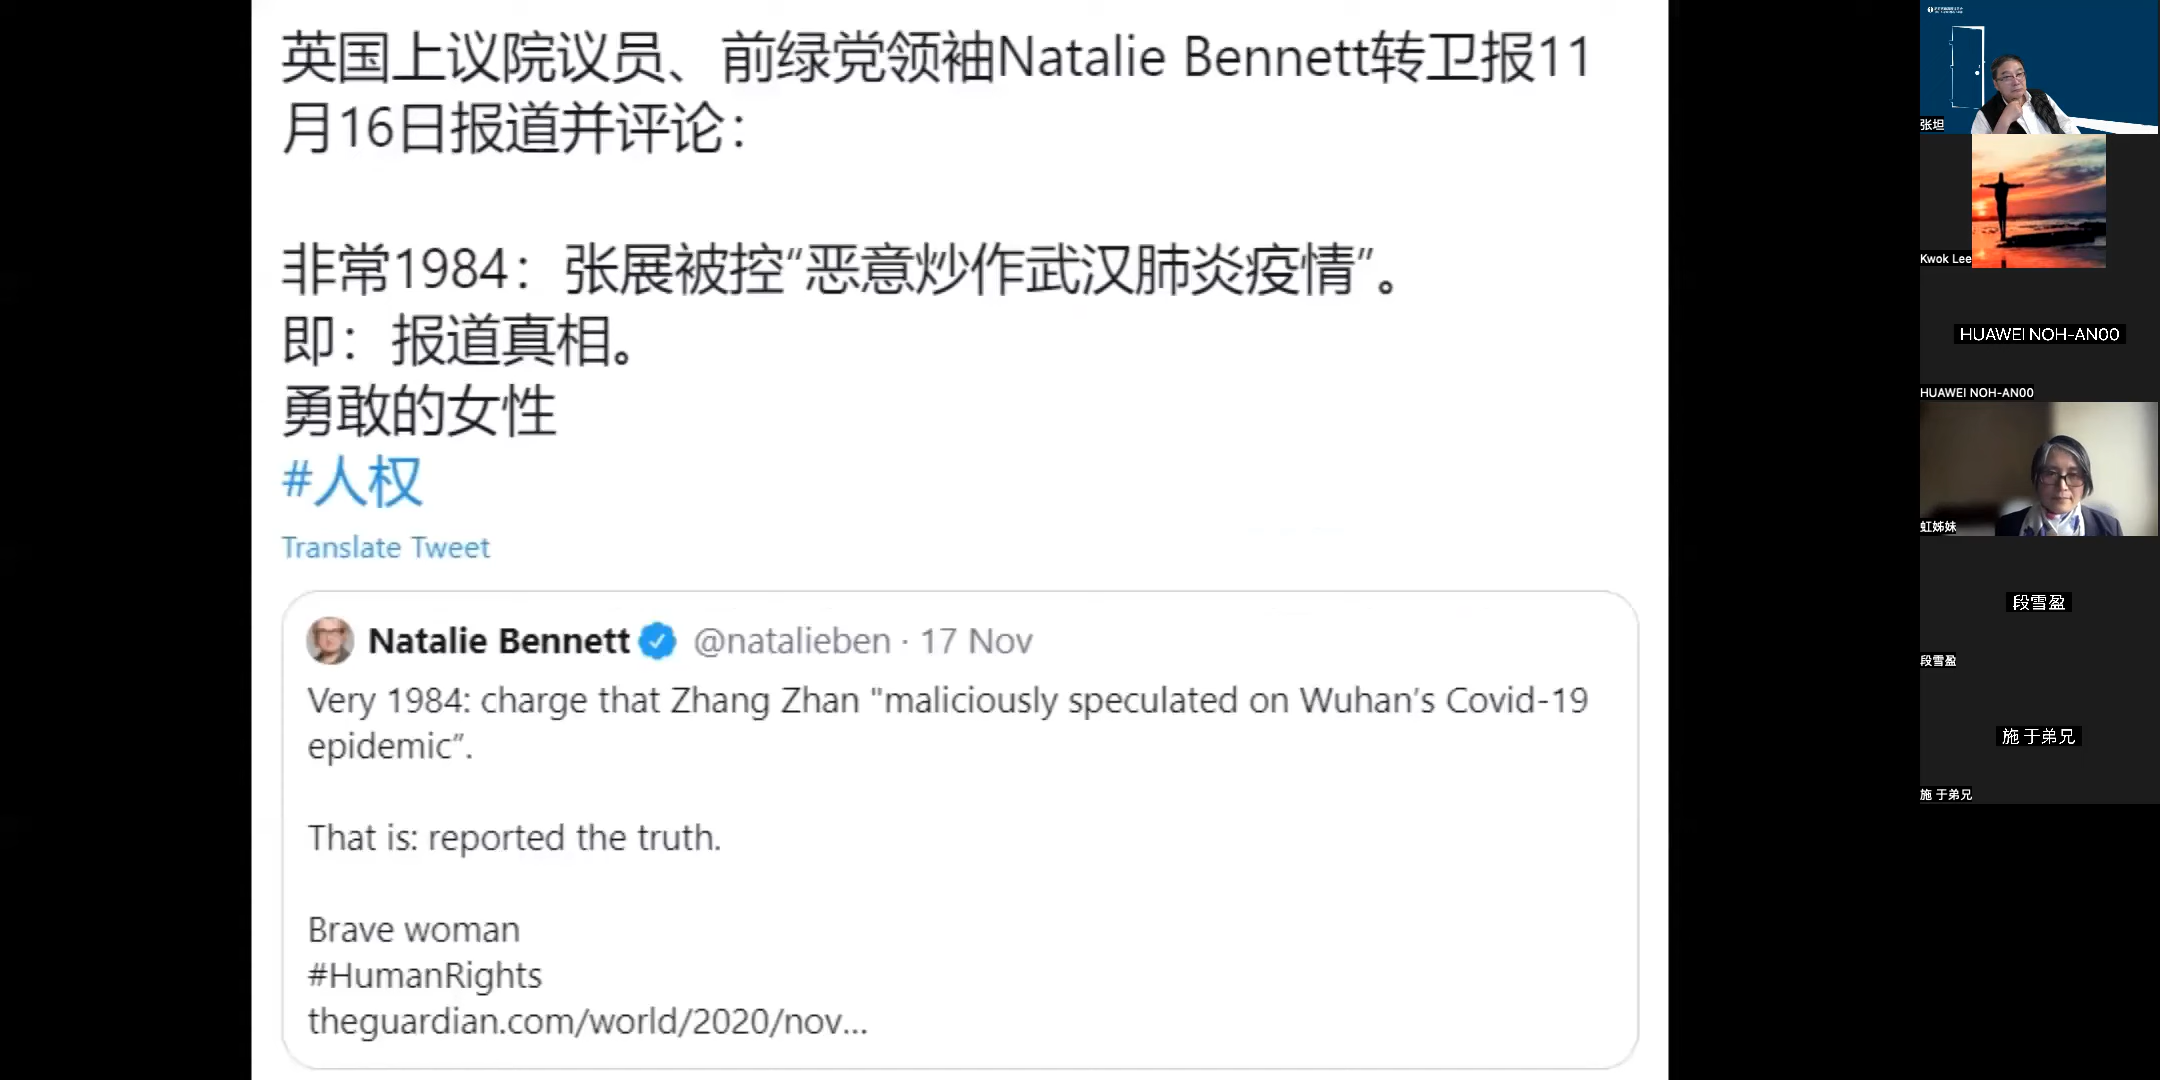 英国上议院议员、前绿党领袖Natalie Bennett转卫报11
月16日报道并评论：
非常1984：张展被控“恶意炒作武汉肺炎疫情”。
即：报道真相。
勇敢的女性
#人权
Translate Tweet
Natalie Bennett @natalieben · 17 Nov
Very 1984: charge that Zhang Zhan "maliciously speculated on Wuhan's Covid-19
epidemic”.
That is: reported the truth.
Brave woman
#HumanRights
theguardian.com/world/2020/nov...
张坦
Kwok Lee
HUAWEI NOH-AN00
HUAWEI NOH-AN00
虹姊妹
段雪盈
段雪盈
施 于弟兄
施 于弟兄